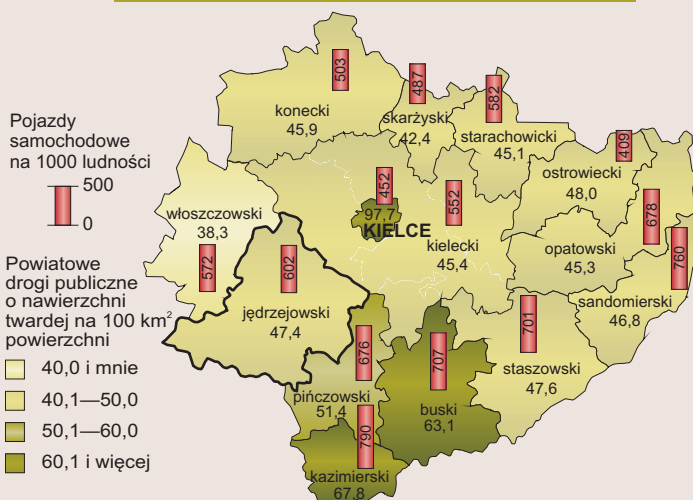 503
konecki
45,9
487
skarżyski
42,4
582
starachowicki
45,1
409
ostrowiecki
48,0
Pojazdy
samochodowe
na 1000 ludności
500
0
włoszczowski
38,3
572
452
97,7
KIELCE
552
kielecki
45,4
678
opatowski
45,3
760
sandomierski
46,8
602
jędrzejowski
47,4
Powiatowe
drogi publiczne
o nawierzchni
twardej na 100 km²
powierzchni
40,0 i mnie
40,1—50,0
50,1—60,0
60,1 i więcej
676
pińczowski
51,4
707
buski
63,1
701
staszowski
47,6
790
kazimierski
67,8